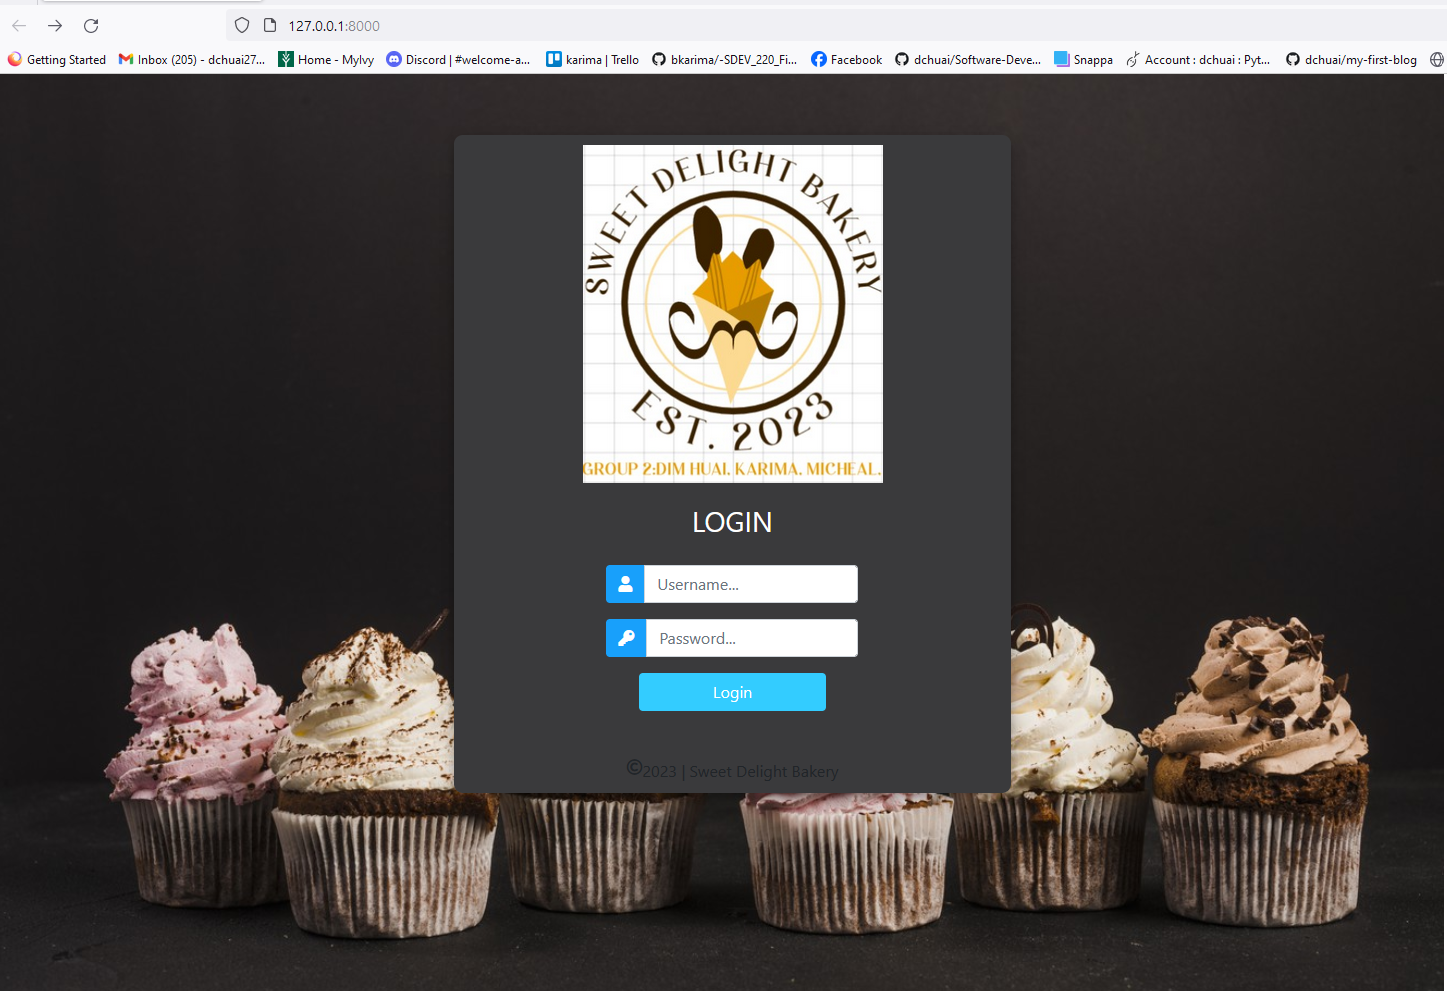 127.0.0.1:8000
Getting Started
Inbox (205) - dchuai27...
Home - MyIvy
Discord | #welcome-a...
karima | Trello
bkarima/-SDEV_220_Fi...
Facebook
dchuai/Software-Deve...
Snappa
Account : dchuai : Pyt...
dchuai/my-first-blog
SWEET DELIGHT BAKERY
EST. 2023
GROUP 2:DIM HUAI. KARIMA. MICHEAL.
LOGIN
Username...
Password...
Login
©2023 | Sweet Delight Bakery